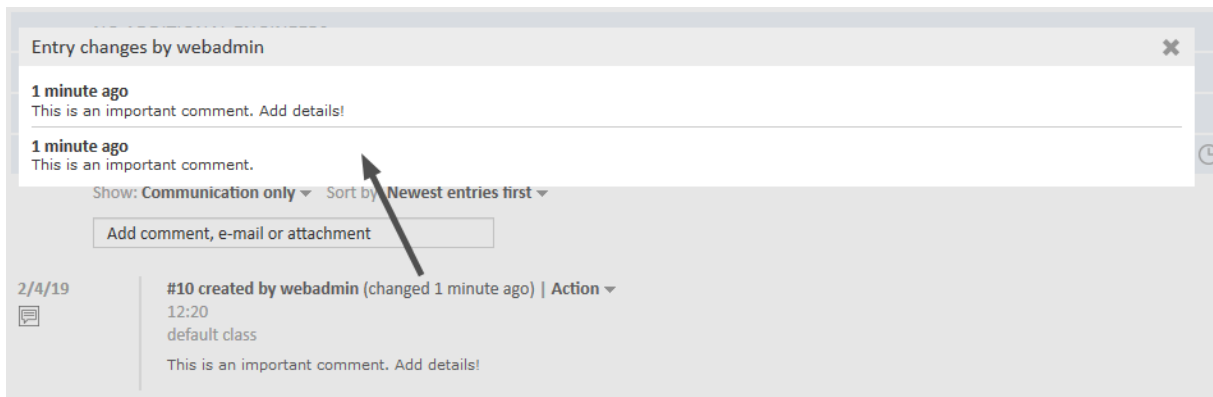 Entry changes by webadmin
1 minute ago
This is an important comment. Add details!
1 minute ago
This is an important comment.
Show: Communication only Sort by Newest entries first
Add comment, e-mail or attachment
2/4/19
#10 created by webadmin (changed 1 minute ago) | Action
12:20
default class
This is an important comment. Add details!